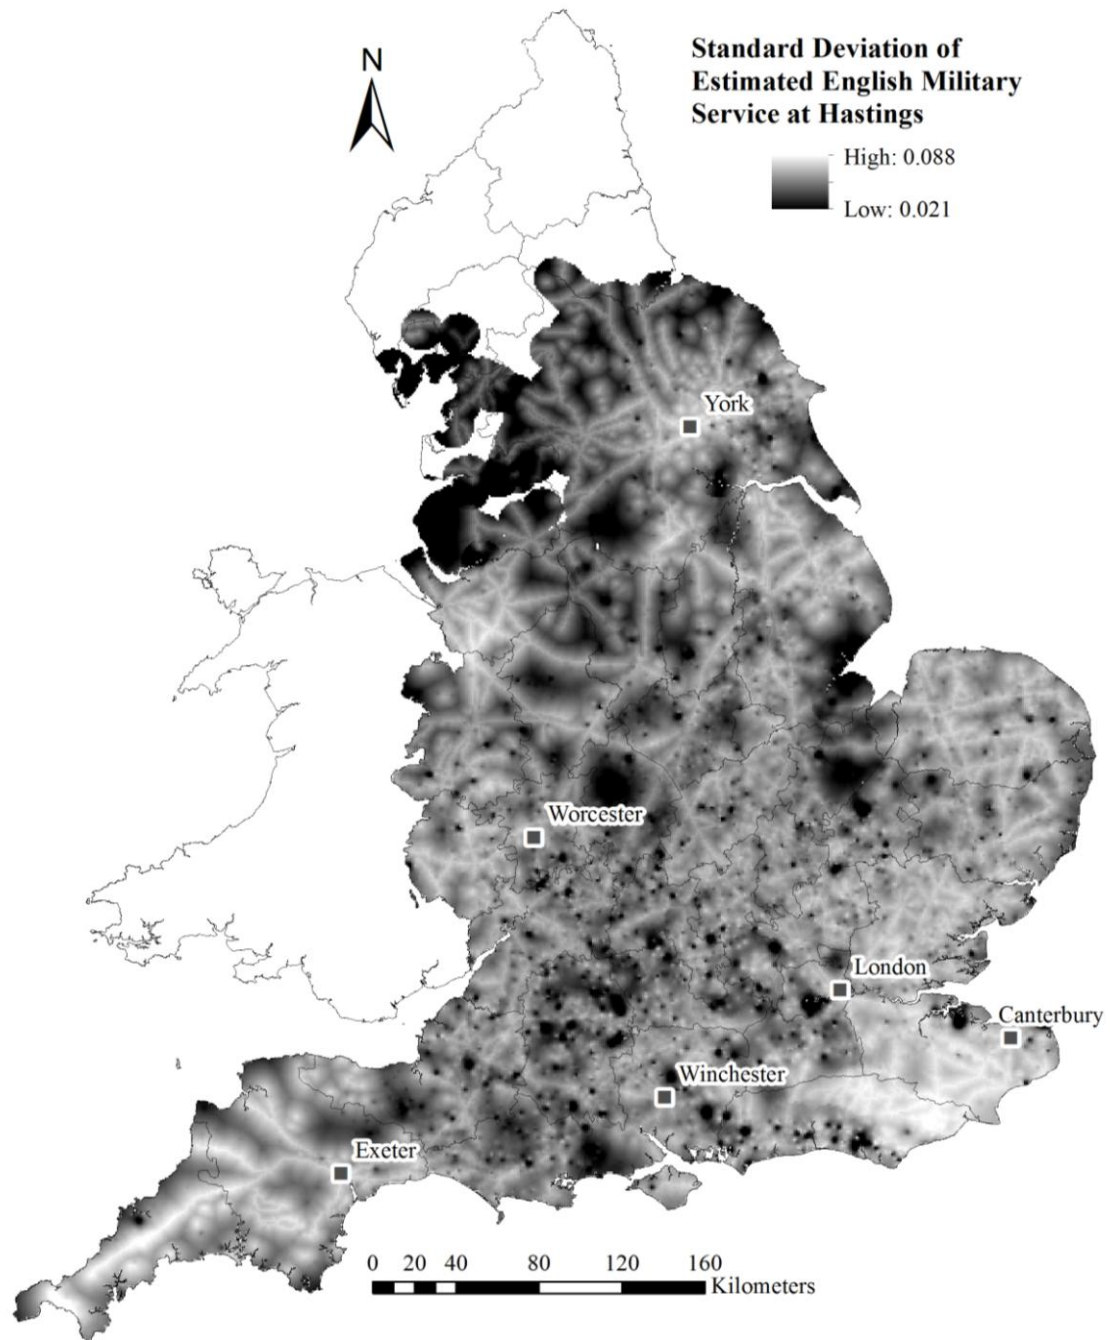 N
Standard Deviation of
Estimated English Military
Service at Hastings
High: 0.088
Low: 0.021
York
Worcester
London
Canterbury
Winchester
Exeter
0 20 40 80 120 160
Kilometers